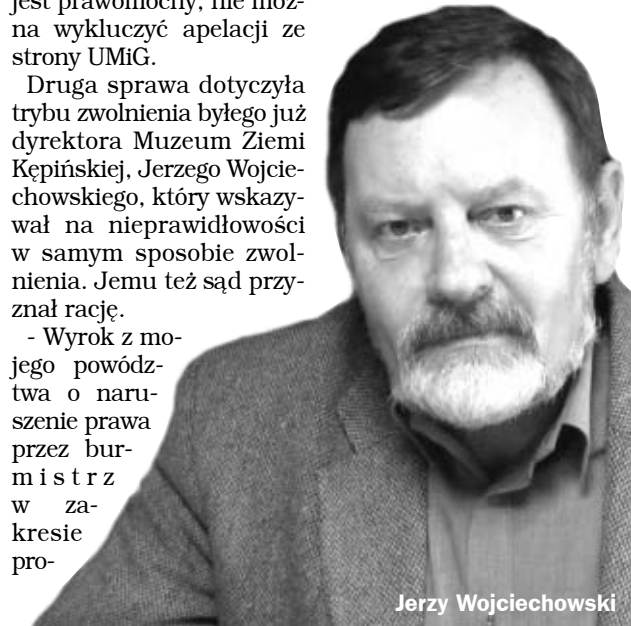 jest prawomocny, nie moż-
na wykluczyć apelacji ze
strony UMiG.
Druga sprawa dotyczyła
trybu zwolnienia byłego już
dyrektora Muzeum Ziemi
Kępińskiej, Jerzego Wojcie-
chowskiego, który wskazy-
wał na nieprawidłowości
w samym sposobie zwol-
nienia. Jemu też sąd przy-
znał rację.
- Wyrok z mo-
jego powódz-
twa o naru-
szenie prawa
przez bur-
mistrz
w za-
kresie
pro-
Jerzy Wojciechowski